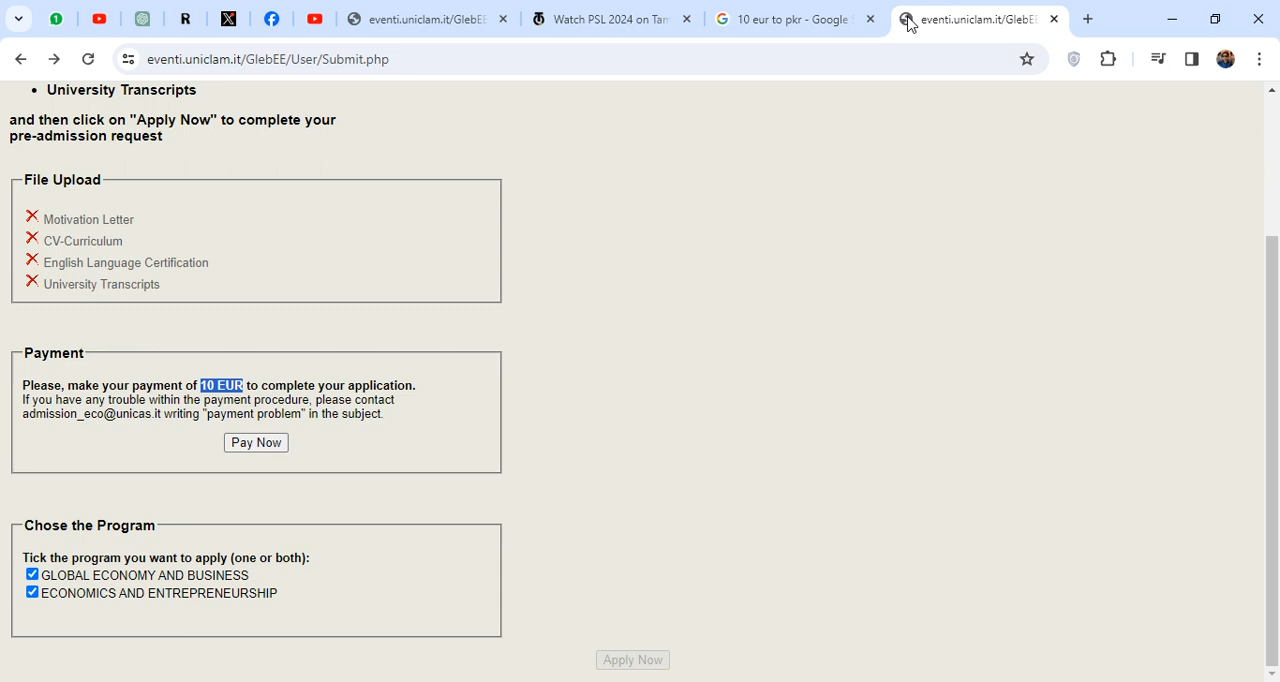 eventi.uniclam.it/GlebEE
Watch PSL 2024 on Tam
10 eur to pkr - Google
eventi.uniclam.it/GlebEE
eventi.uniclam.it/GlebEE/User/Submit.php
• University Transcripts
and then click on "Apply Now" to complete your
pre-admission request
File Upload
Motivation Letter
CV-Curriculum
English Language Certification
University Transcripts
Payment
Please, make your payment of 10 EUR to complete your application.
If you have any trouble within the payment procedure, please contact
admission_eco@unicas.it writing "payment problem" in the subject.
Pay Now
Chose the Program
Tick the program you want to apply (one or both):
GLOBAL ECONOMY AND BUSINESS
ECONOMICS AND ENTREPRENEURSHIP
Apply Now